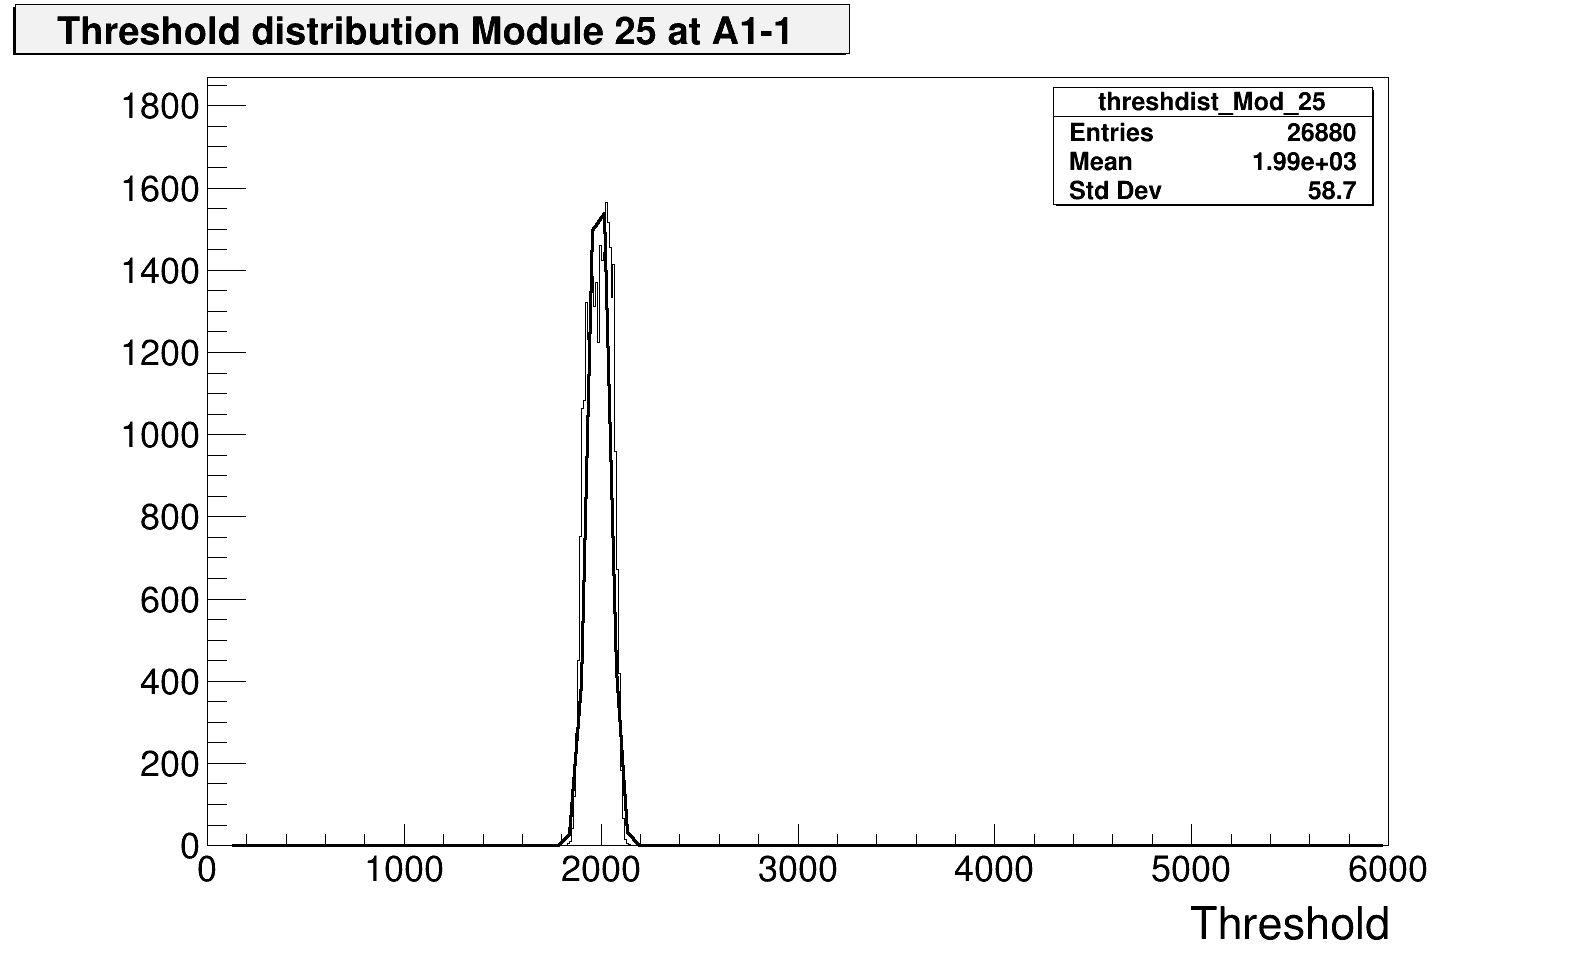 Threshold distribution Module 25 at A1-1
threshdist_Mod_25
Entries 26880
Mean 1.99e+03
Std Dev 58.7
1800
1600
1400
1200
1000
800
600
400
200
0
0 1000 2000 3000 4000 5000 6000
Threshold